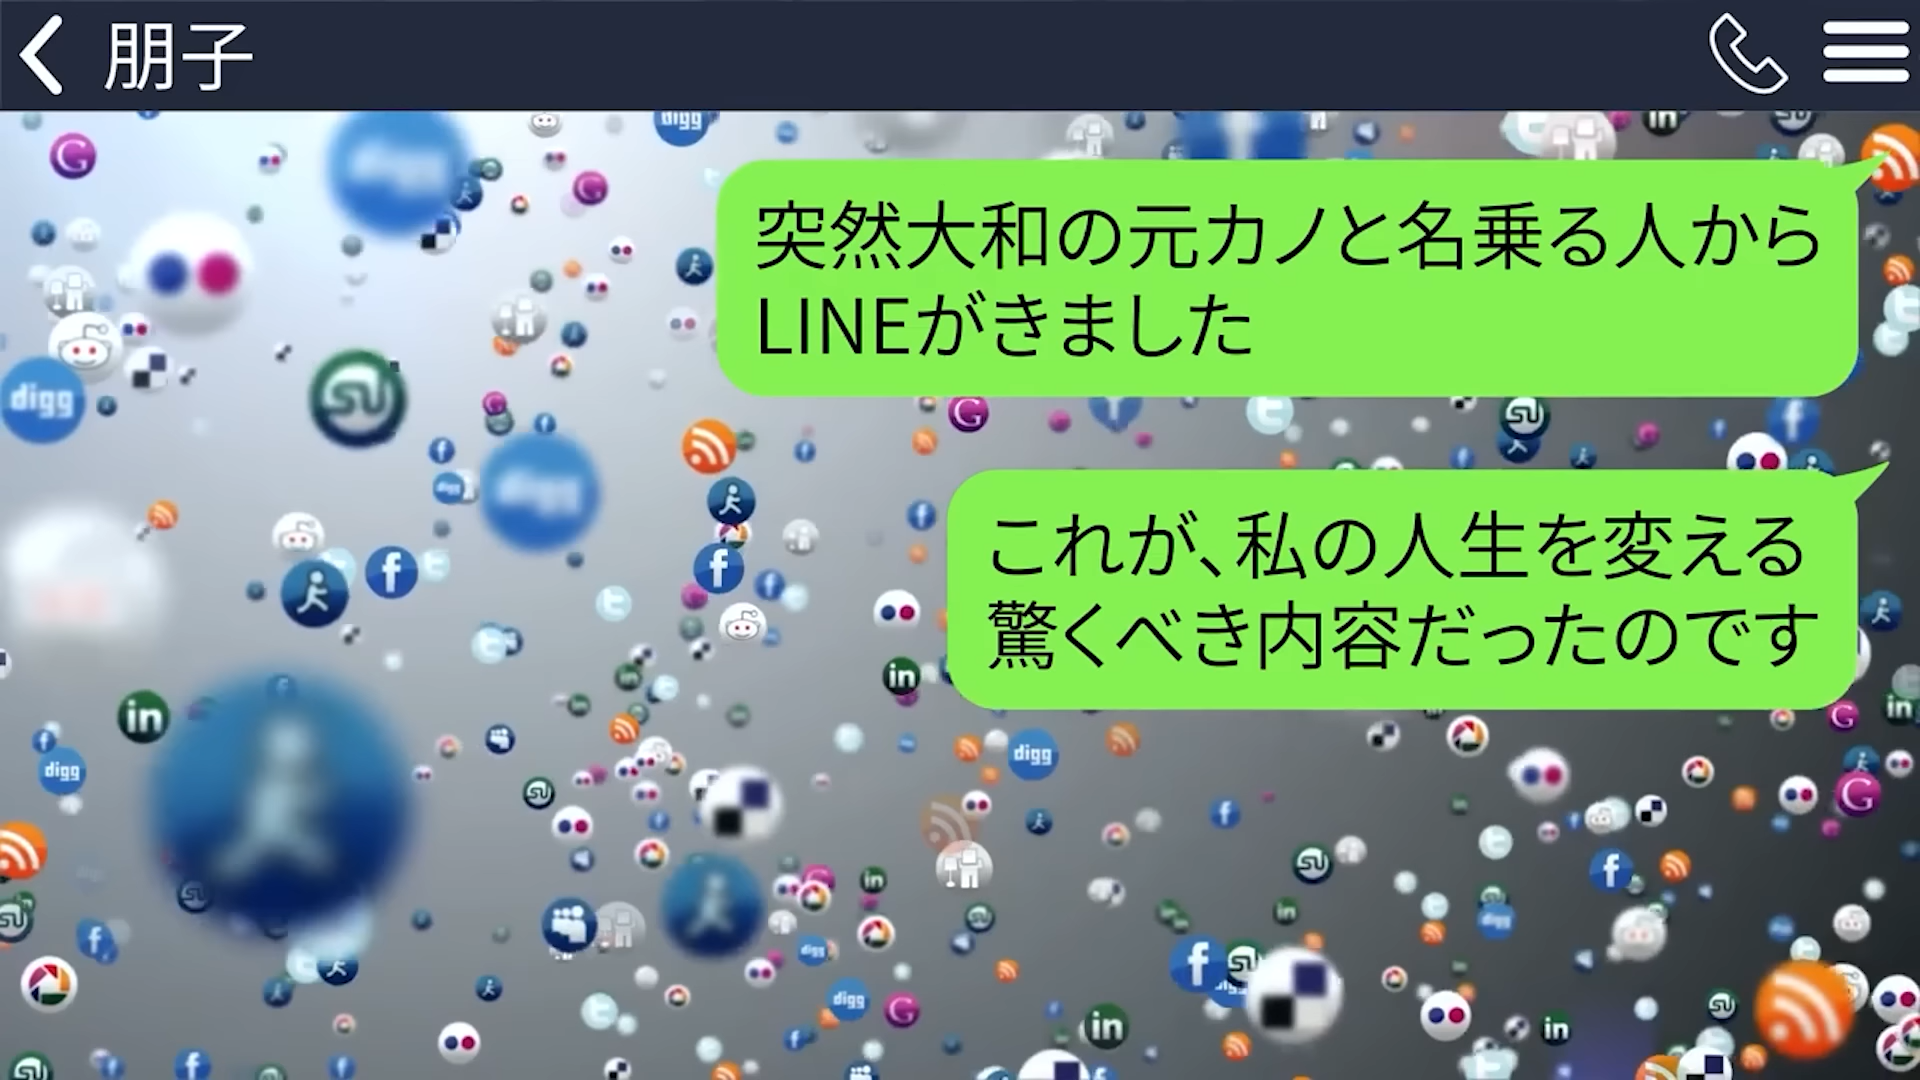 朋子
突然大和の元カノと名乗る人から
LINEがきました
これが、私の人生を変える
驚くべき内容だったのです